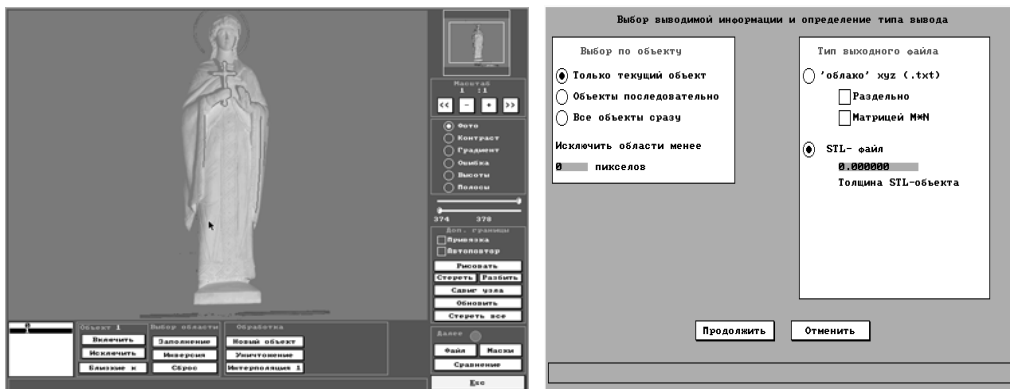 Масштаб
1 :1
<< - + >>
Фото
Контраст
Градиент
Ошибка
Высоты
Полосы
374 378
Доп. границы
Привязка
Автоповтор
Рисовать
Стереть Разбить
Сдвиг узла
Обновить
Стереть все
Далее
Файл Маски
Сравнение
Esc
Объект 1
Включить
Исключить
Близкие к
Выбор области
Заполнение
Инверсия
Сброс
Обработка
Новый объект
Уничтожение
Интерполяция 1
Выбор выводимой информации и определение типа вывода
Выбор по объекту
Только текущий объект
Объекты последовательно
Все объекты сразу
Исключить области менее
0 пикселов
Тип выходного файла
'облако' xyz (.txt)
Раздельно
Матрицей M*N
STL- файл
0.000000
Толщина STL-объекта
Продолжить Отменить